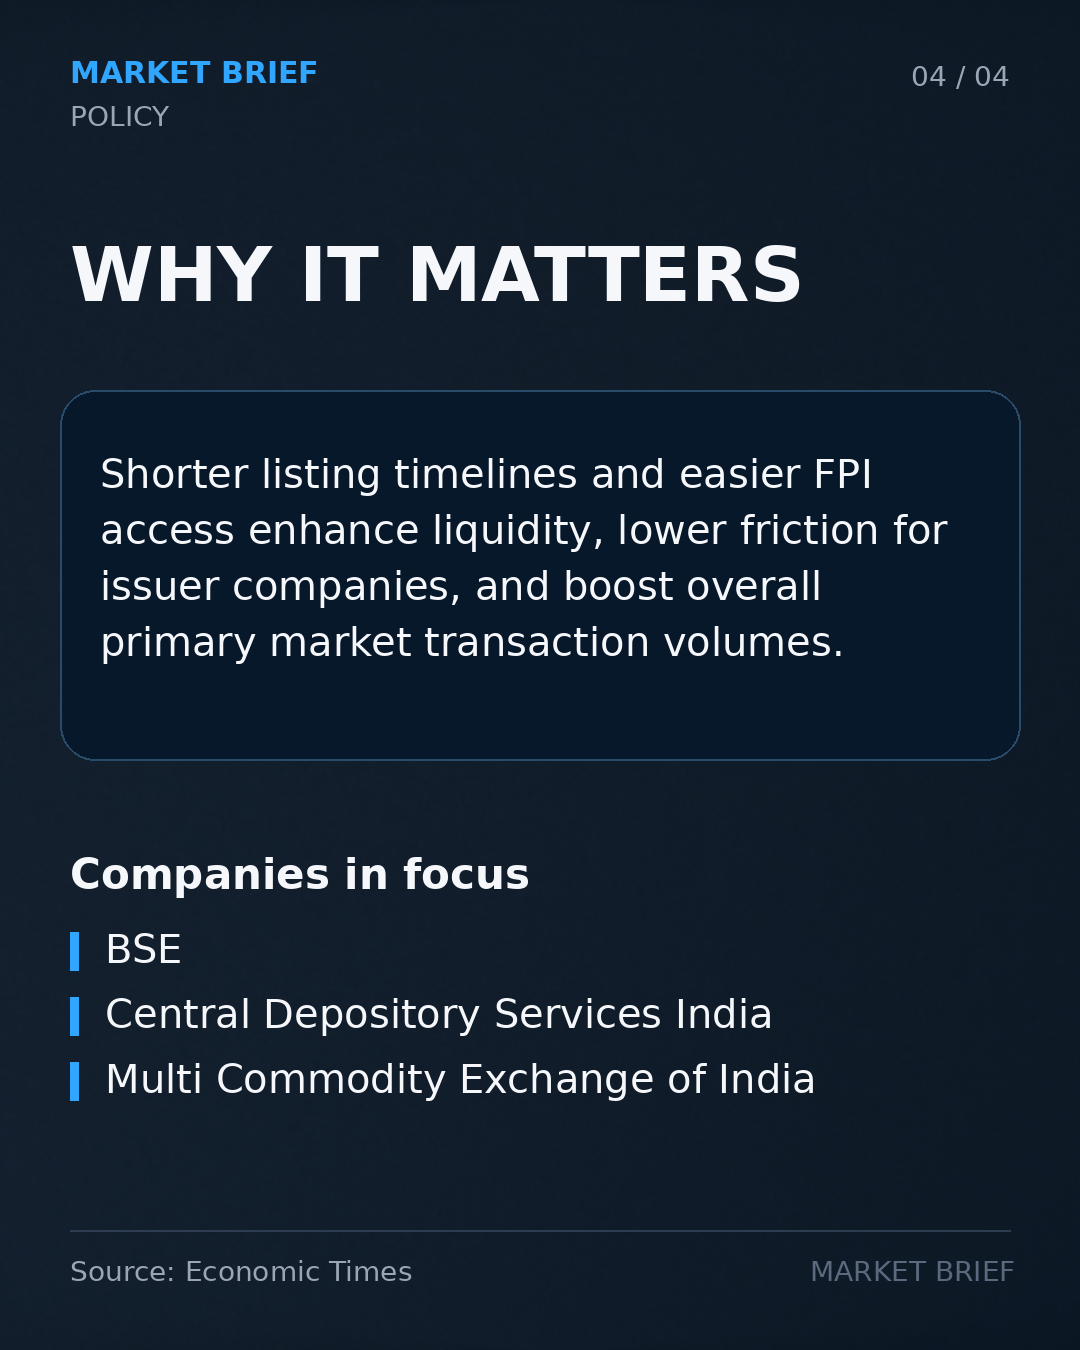 MARKET BRIEF
04 / 04
POLICY
WHY IT MATTERS
Shorter listing timelines and easier FPI
access enhance liquidity, lower friction for
issuer companies, and boost overall
primary market transaction volumes.
Companies in focus
BSE
Central Depository Services India
Multi Commodity Exchange of India
Source: Economic Times
MARKET BRIEF